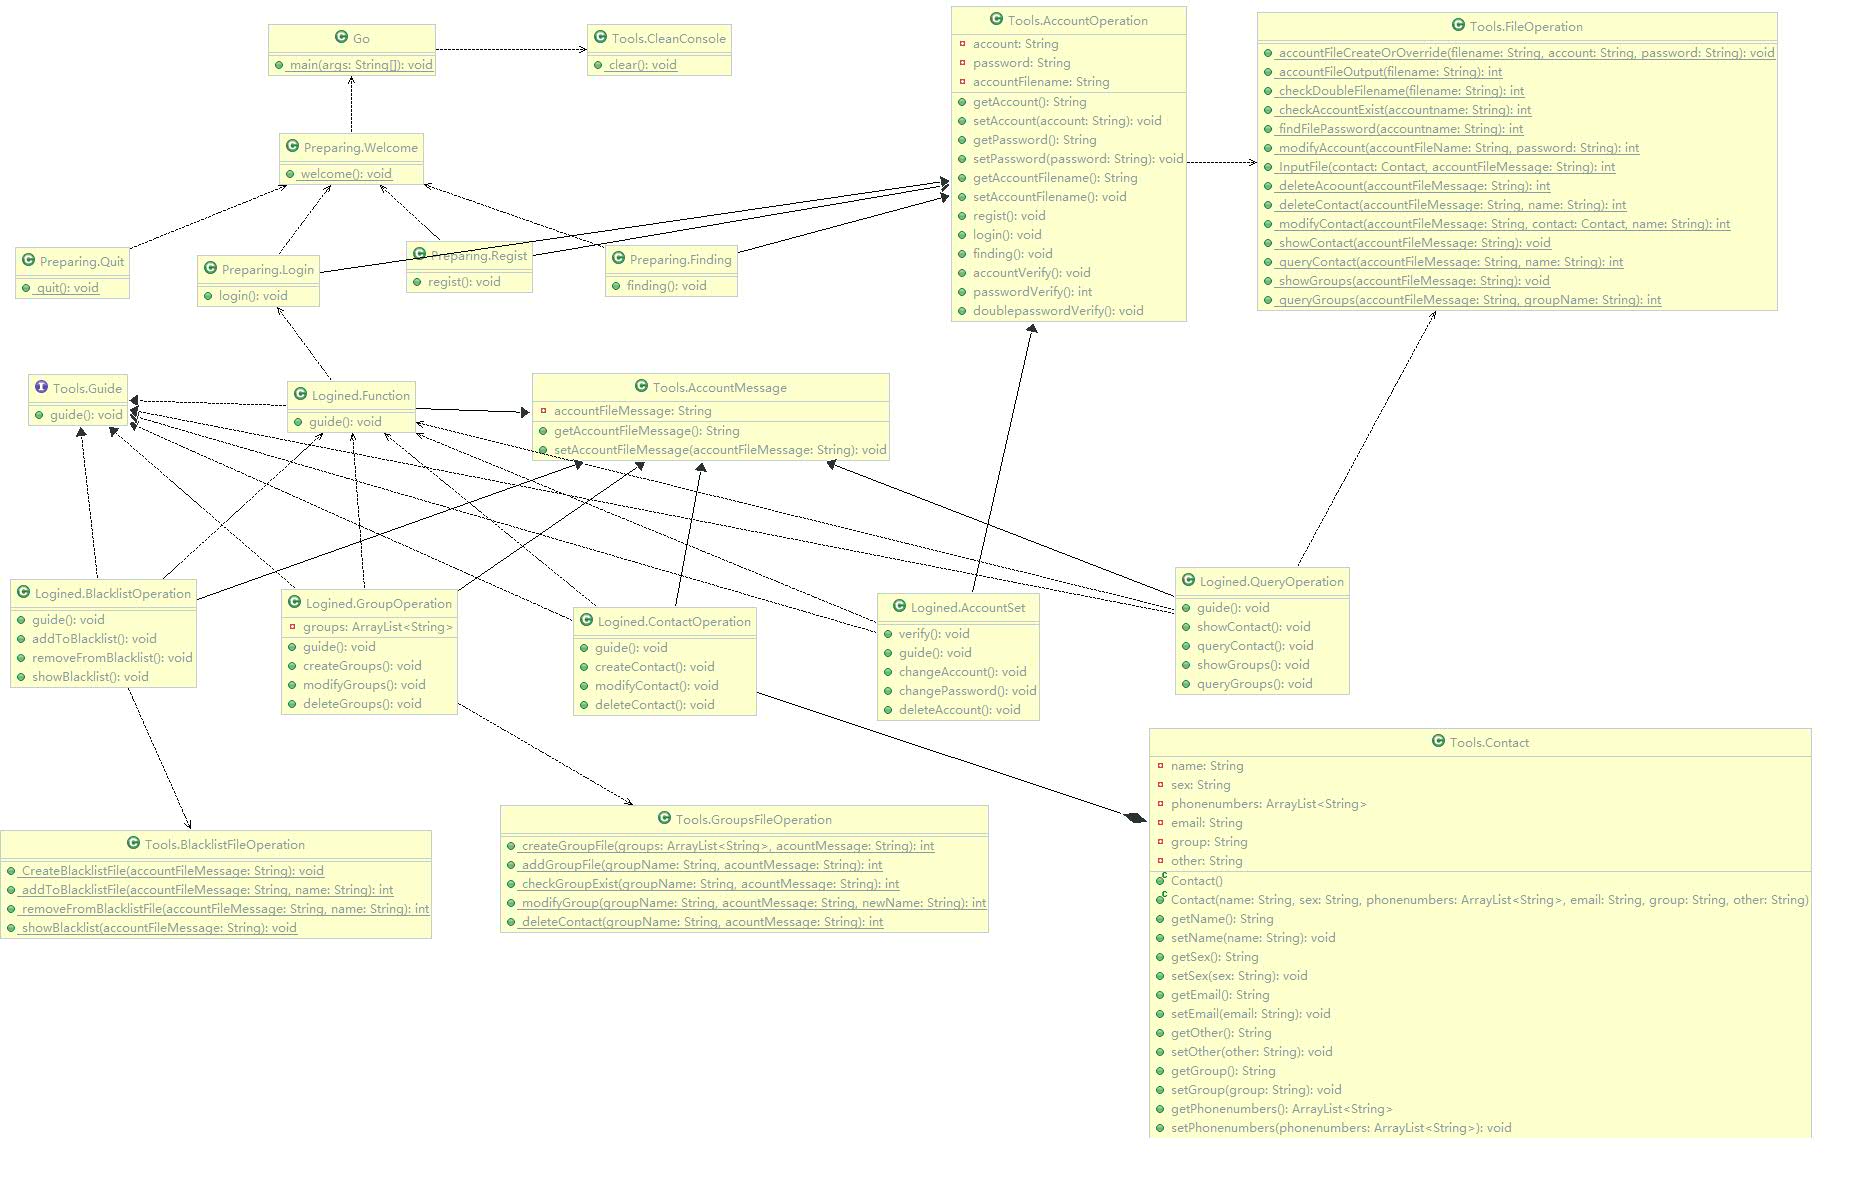 Go
main(args: String[]): void
Tools.CleanConsole
clear(): void
Tools.AccountOperation
account: String
password: String
accountFilename: String
getAccount(): String
setAccount(account: String): void
getPassword(): String
setPassword(password: String): void
getAccountFilename(): String
setAccountFilename(): void
regist(): void
login(): void
finding(): void
accountVerify(): void
passwordVerify(): int
doublepasswordVerify(): void
Tools.FileOperation
accountFileCreateOrOverride(filename: String, account: String, password: String): void
accountFileOutput(filename: String): int
checkDoubleFilename(filename: String): int
checkAccountExist(accountname: String): int
findFilePassword(accountname: String): int
modifyAccount(accountFileName: String, password: String): int
InputFile(contact: Contact, accountFileMessage: String): int
deleteAcoount(accountFileMessage: String): int
deleteContact(accountFileMessage: String, name: String): int
modifyContact(accountFileMessage: String, contact: Contact, name: String): int
showContact(accountFileMessage: String): void
queryContact(accountFileMessage: String, name: String): int
showGroups(accountFileMessage: String): void
queryGroups(accountFileMessage: String, groupName: String): int
Preparing.Welcome
welcome(): void
Preparing.Quit
quit(): void
Preparing.Login
login(): void
Preparing.Regist
regist(): void
Preparing.Finding
finding(): void
Tools.Guide
guide(): void
Logined.Function
guide(): void
Tools.AccountMessage
accountFileMessage: String
getAccountFileMessage(): String
setAccountFileMessage(accountFileMessage: String): void
Logined.BlacklistOperation
guide(): void
addToBlacklist(): void
removeFromBlacklist(): void
showBlacklist(): void
Logined.GroupOperation
groups: ArrayList<String>
guide(): void
createGroups(): void
modifyGroups(): void
deleteGroups(): void
Logined.ContactOperation
guide(): void
createContact(): void
modifyContact(): void
deleteContact(): void
Logined.AccountSet
verify(): void
guide(): void
changeAccount(): void
changePassword(): void
deleteAccount(): void
Logined.QueryOperation
guide(): void
showContact(): void
queryContact(): void
showGroups(): void
queryGroups(): void
Tools.BlacklistFileOperation
CreateBlacklistFile(accountFileMessage: String): void
addToBlacklistFile(accountFileMessage: String, name: String): int
removeFromBlacklistFile(accountFileMessage: String, name: String): int
showBlacklist(accountFileMessage: String): void
Tools.GroupsFileOperation
createGroupFile(groups: ArrayList<String>, acountMessage: String): int
addGroupFile(groupName: String, acountMessage: String): int
checkGroupExist(groupName: String, acountMessage: String): int
modifyGroup(groupName: String, acountMessage: String, newName: String): int
deleteContact(groupName: String, acountMessage: String): int
Tools.Contact
name: String
sex: String
phonenumbers: ArrayList<String>
email: String
group: String
other: String
Contact()
Contact(name: String, sex: String, phonenumbers: ArrayList<String>, email: String, group: String, other: String)
getName(): String
setName(name: String): void
getSex(): String
setSex(sex: String): void
getEmail(): String
setEmail(email: String): void
getOther(): String
setOther(other: String): void
getGroup(): String
setGroup(group: String): void
getPhonenumbers(): ArrayList<String>
setPhonenumbers(phonenumbers: ArrayList<String>): void